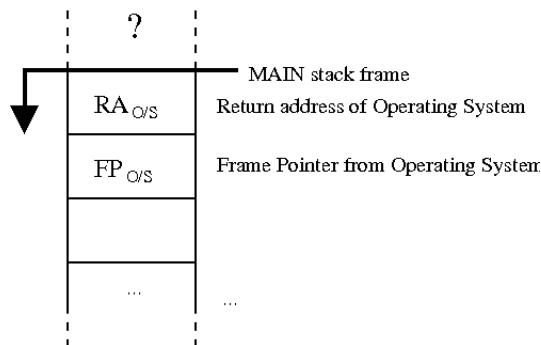 ?
MAIN stack frame
RA O/S Return address of Operating System
FP O/S Frame Pointer from Operating System
... ...